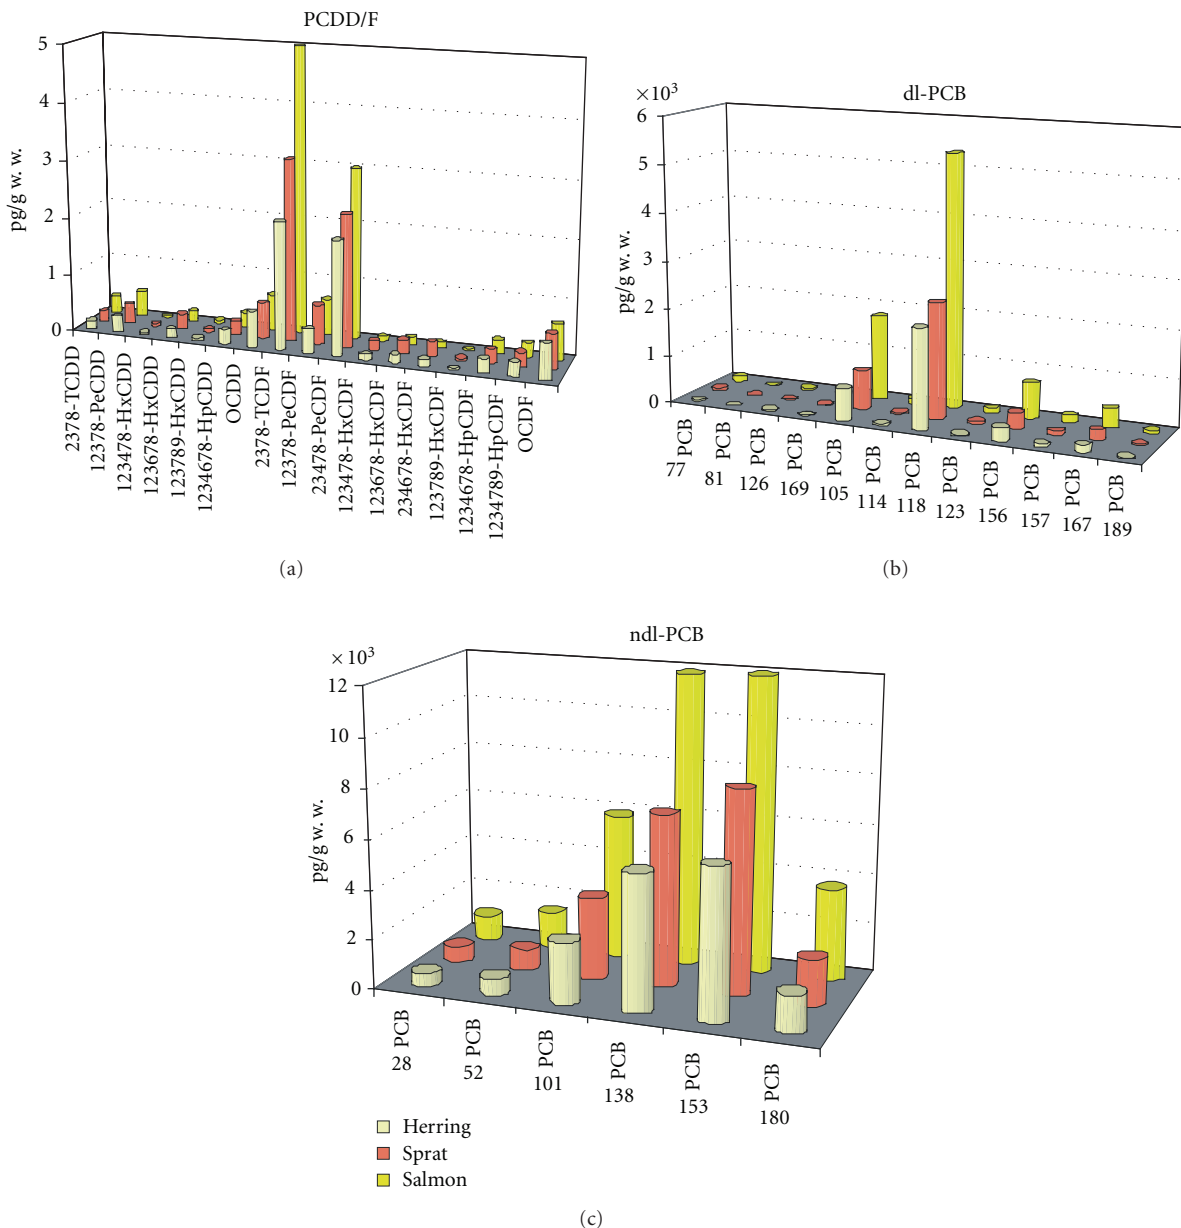 PCDD/F
5
4
3
2
1
0
pg/g w. w.
2378-TCDD
12378-PeCDD
123478-HxCDD
123678-HxCDD
123789-HxCDD
1234678-HpCDD
OCDD
2378-TCDF
12378-PeCDF
23478-PeCDF
123478-HxCDF
123678-HxCDF
234678-HxCDF
123789-HxCDF
1234678-HpCDF
1234789-HpCDF
OCDF
(a)
dl-PCB
×10³
6
5
4
3
2
1
0
pg/g w. w.
PCB 77
PCB 81
PCB 126
PCB 169
PCB 105
PCB 114
PCB 118
PCB 123
PCB 156
PCB 157
PCB 167
PCB 189
(b)
ndl-PCB
×10³
12
10
8
6
4
2
0
pg/g w. w.
PCB 28
PCB 52
PCB 101
PCB 138
PCB 153
PCB 180
Herring
Sprat
Salmon
(c)